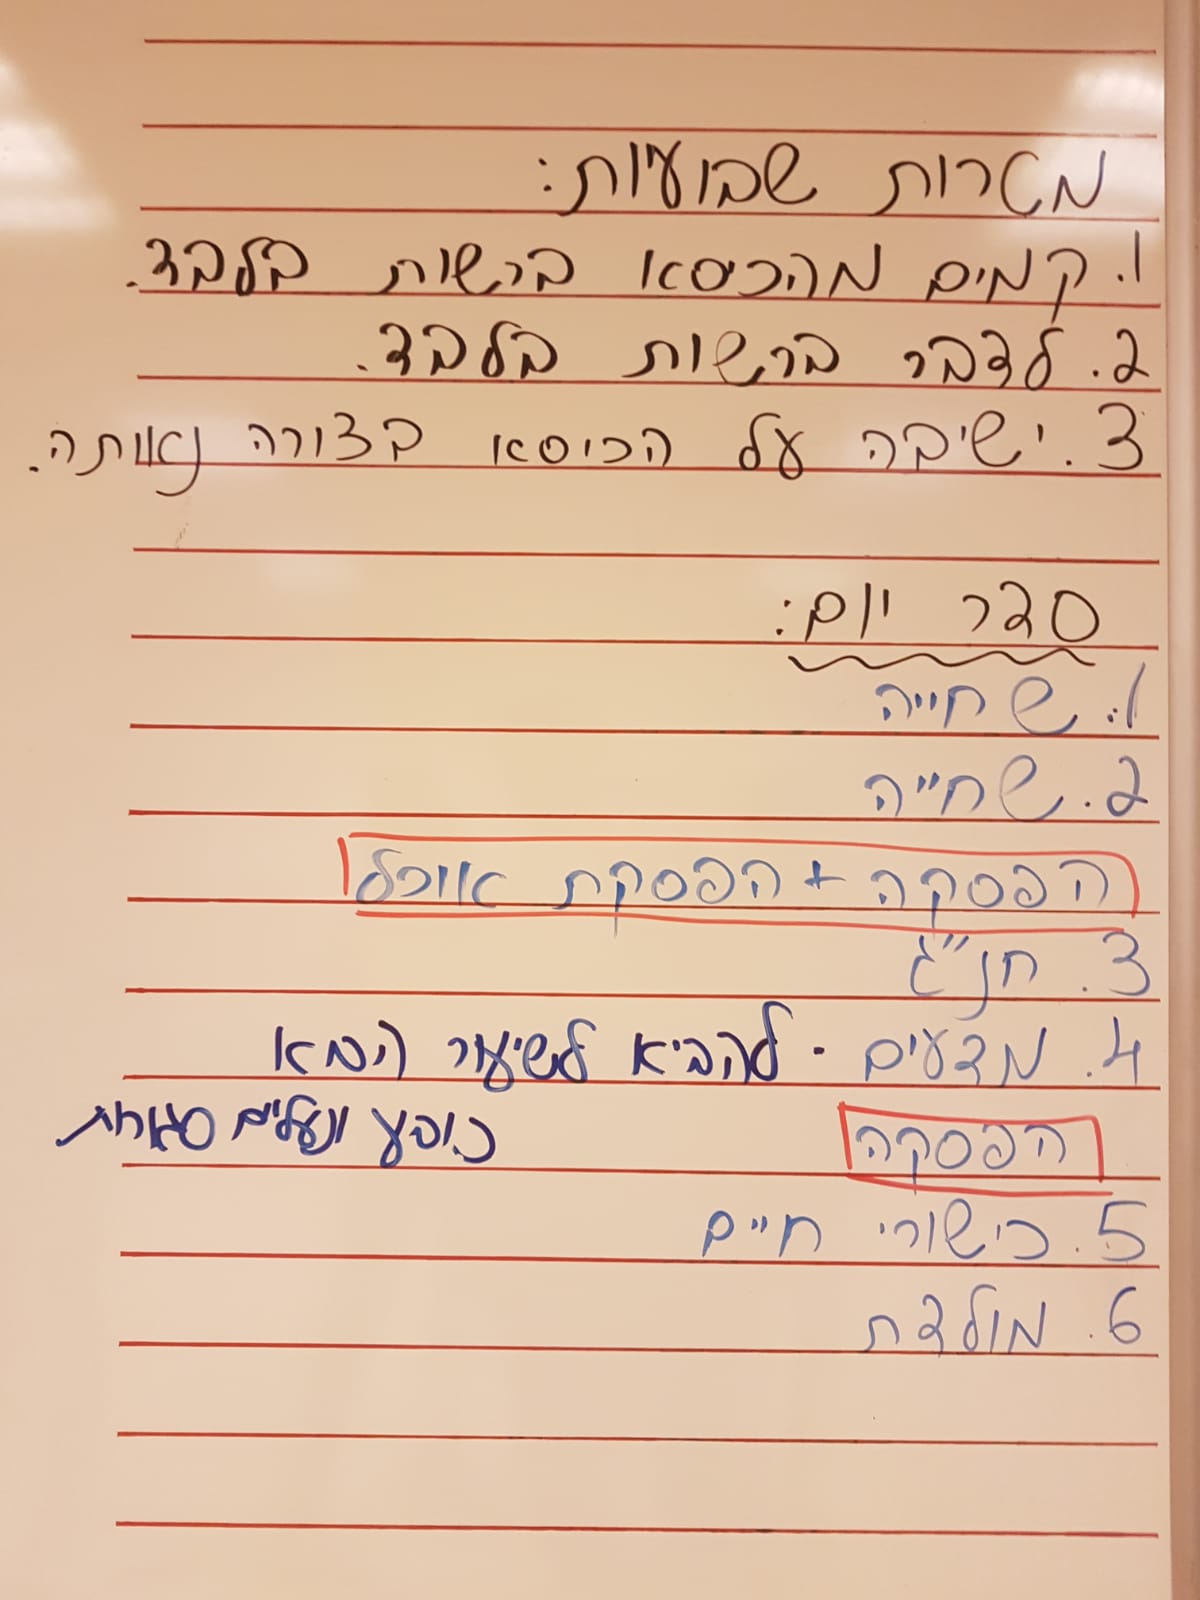 מטרות שבועיות:
1. קמים מהכיסא ברשות בלבד.
2. לדבר ברשות בלבד.
3. ישיבה על הכיסא בצורה נאותה.
סדר יום:
1. שחייה
2. שחייה
הפסקה + הפסקת אוכל
3. חנ"ג
4. מדעים - להביא לשיעור הבא
כובע ונעלים סגורות
הפסקה
5. כישורי חיים
6. מולדת